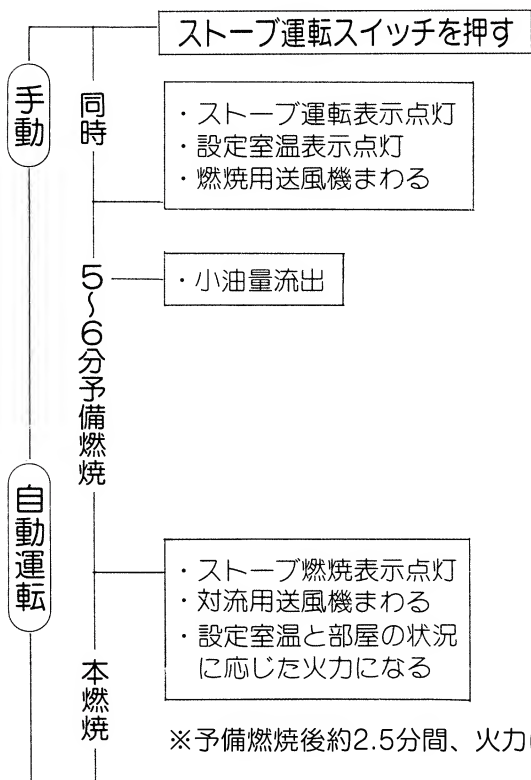 ストーブ運転スイッチを押す
手動
同時
・ストーブ運転表示点灯
・設定室温表示点灯
・燃焼用送風機まわる
5〜6分予備燃焼
・小油量流出
自動運転
・ストーブ燃焼表示点灯
・対流用送風機まわる
・設定室温と部屋の状況
に応じた火力になる
本燃焼
※予備燃焼後約2.5分間、火力